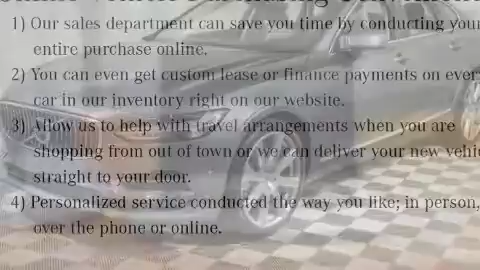 1) Our sales department can save you time by conducting your
entire purchase online.
2) You can even get custom lease or finance payments on
car in our inventory right on our website.
3) Allow us to help with travel arrangements when you are
shopping from out of town or we can deliver your new
straight to your door.
4) Personalized service conducted the way you like; in person,
over the phone or online.